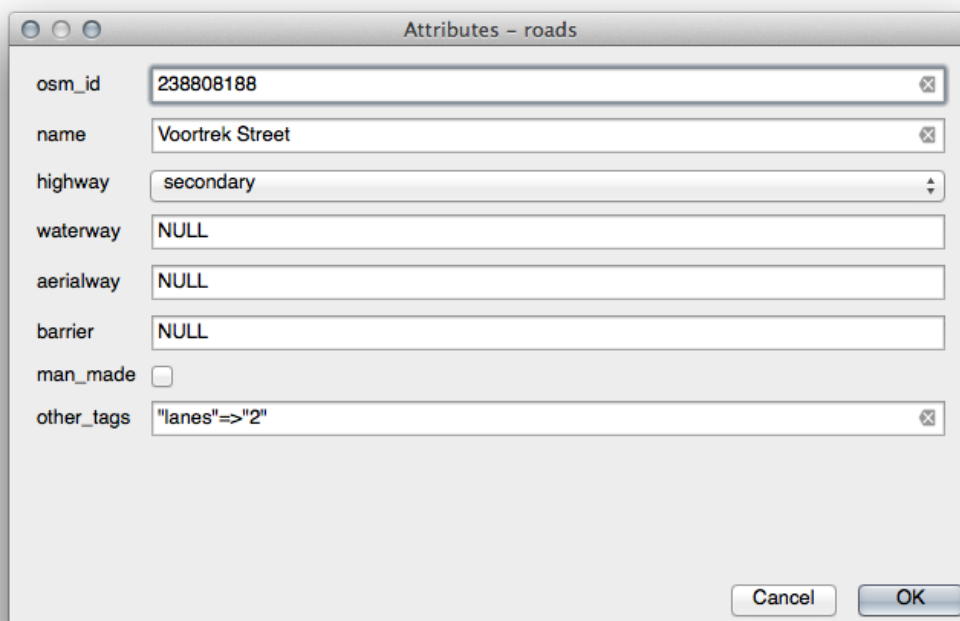 Attributes – roads
osm_id 238808188
name Voortrek Street
highway secondary
waterway NULL
aerialway NULL
barrier NULL
man_made
other_tags "lanes"=>"2"
Cancel OK